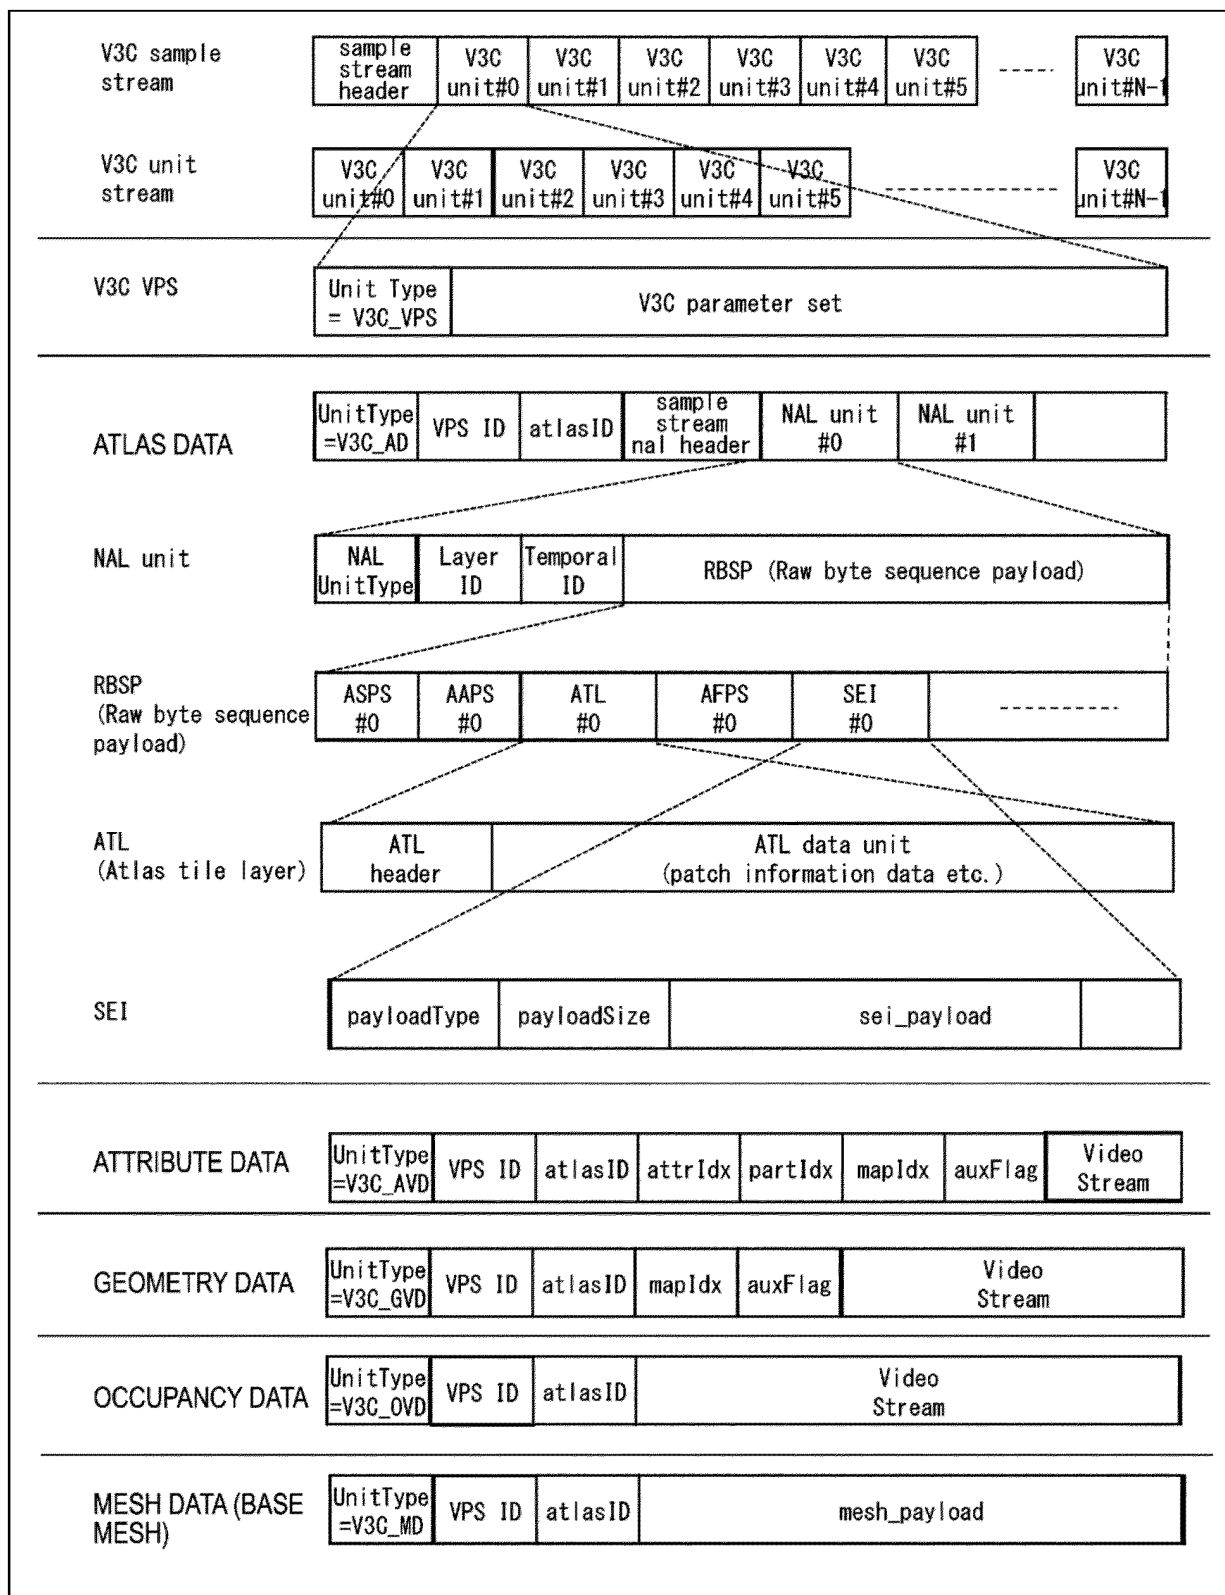 V3C sample
stream
sample
stream
header
V3C
unit#0
V3C
unit#1
V3C
unit#2
V3C
unit#3
V3C
unit#4
V3C
unit#5
V3C
unit#N-1
V3C unit
stream
V3C
unit#0
V3C
unit#1
V3C
unit#2
V3C
unit#3
V3C
unit#4
V3C
unit#5
V3C
unit#N-1
V3C VPS
Unit Type
= V3C_VPS
V3C parameter set
ATLAS DATA
UnitType
=V3C_AD
VPS ID
atlasID
sample
stream
nal header
NAL unit
#0
NAL unit
#1
NAL unit
NAL
UnitType
Layer
ID
Temporal
ID
RBSP (Raw byte sequence payload)
RBSP
(Raw byte sequence
payload)
ASPS
#0
AAPS
#0
ATL
#0
AFPS
#0
SEI
#0
ATL
(Atlas tile layer)
ATL
header
ATL data unit
(patch information data etc.)
SEI
payloadType
payloadSize
sei_payload
ATTRIBUTE DATA
UnitType
=V3C_AVD
VPS ID
atlasID
attrIdx
partIdx
mapIdx
auxFlag
Video
Stream
GEOMETRY DATA
UnitType
=V3C_GVD
VPS ID
atlasID
mapIdx
auxFlag
Video
Stream
OCCUPANCY DATA
UnitType
=V3C_OVD
VPS ID
atlasID
Video
Stream
MESH DATA (BASE
MESH)
UnitType
=V3C_MD
VPS ID
atlasID
mesh_payload